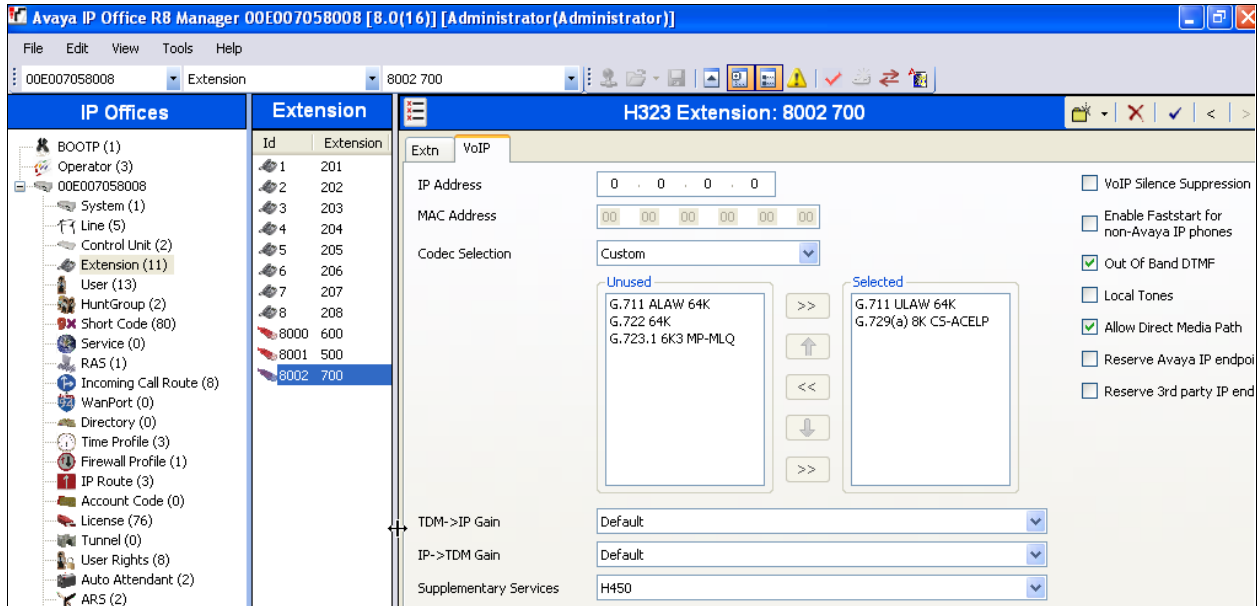 Avaya IP Office R8 Manager 00E007058008 [8.0(16)] [Administrator(Administrator)]
File Edit View Tools Help
00E007058008 Extension 8002 700
IP Offices
BOOTP (1)
Operator (3)
00E007058008
System (1)
Line (5)
Control Unit (2)
Extension (11)
User (13)
HuntGroup (2)
Short Code (80)
Service (0)
RAS (1)
Incoming Call Route (8)
WanPort (0)
Directory (0)
Time Profile (3)
Firewall Profile (1)
IP Route (3)
Account Code (0)
License (76)
Tunnel (0)
User Rights (8)
Auto Attendant (2)
ARS (2)
Extension
Id Extension
1 201
2 202
3 203
4 204
5 205
6 206
7 207
8 208
8000 600
8001 500
8002 700
H323 Extension: 8002 700
Extn VoIP
IP Address 0 . 0 . 0 . 0
MAC Address 00 00 00 00 00 00
Codec Selection Custom
Unused
G.711 ALAW 64K
G.722 64K
G.723.1 6K3 MP-MLQ
>>
<<
>>
Selected
G.711 ULAW 64K
G.729(a) 8K CS-ACELP
TDM->IP Gain Default
IP->TDM Gain Default
Supplementary Services H450
VoIP Silence Suppression
Enable Faststart for
non-Avaya IP phones
Out Of Band DTMF
Local Tones
Allow Direct Media Path
Reserve Avaya IP endpoi
Reserve 3rd party IP end